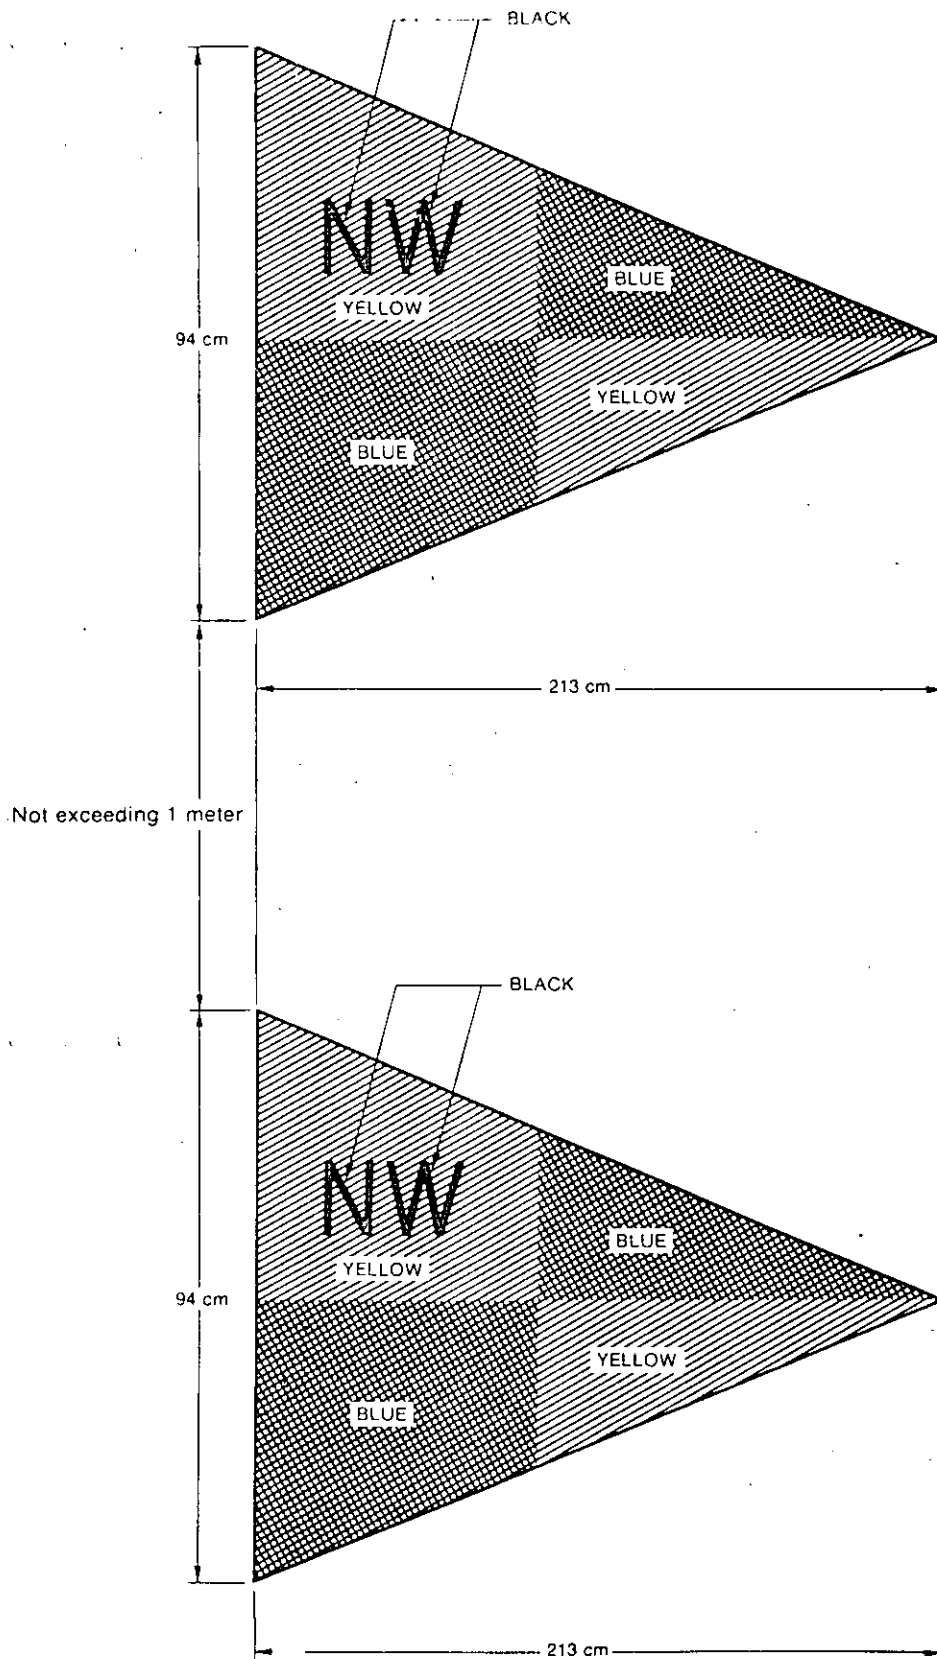 BLACK
NW
BLUE
YELLOW
94 cm
YELLOW
BLUE
213 cm
Not exceeding 1 meter
BLACK
NW
BLUE
YELLOW
94 cm
YELLOW
BLUE
213 cm